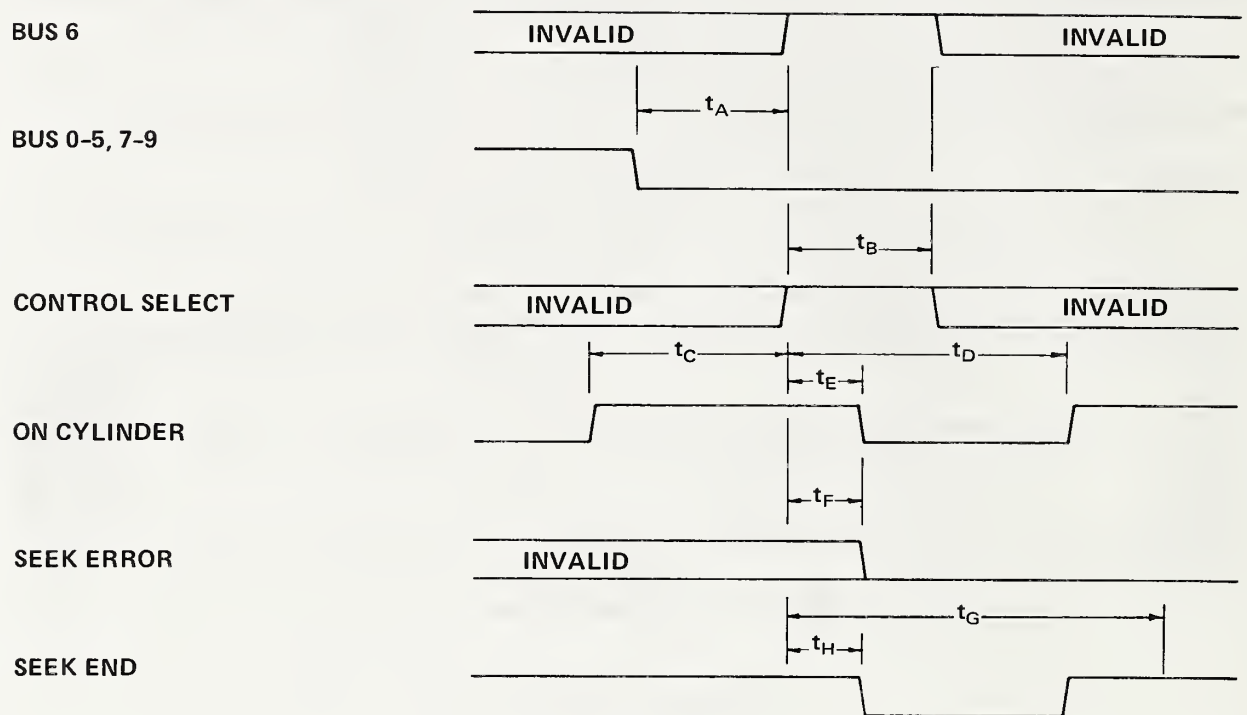 BUS 6
INVALID
INVALID
tA
BUS 0-5, 7-9
tB
CONTROL SELECT
INVALID
INVALID
tC
tD
tE
ON CYLINDER
tF
SEEK ERROR
INVALID
tG
tH
SEEK END